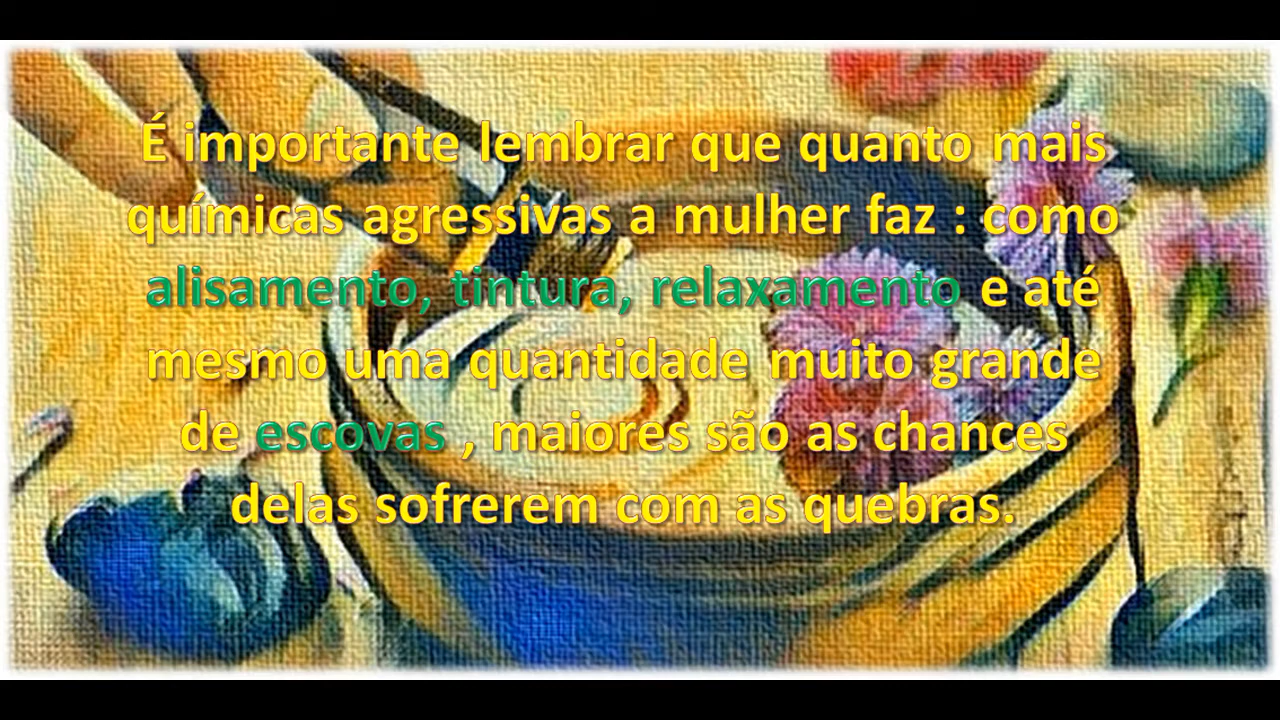 É importante lembrar que quanto mais
químicas agressivas a mulher faz : como
alisamento, tintura, relaxamento e até
mesmo uma quantidade muito grande
de escovas , maiores são as chances
delas sofrerem com as quebras.